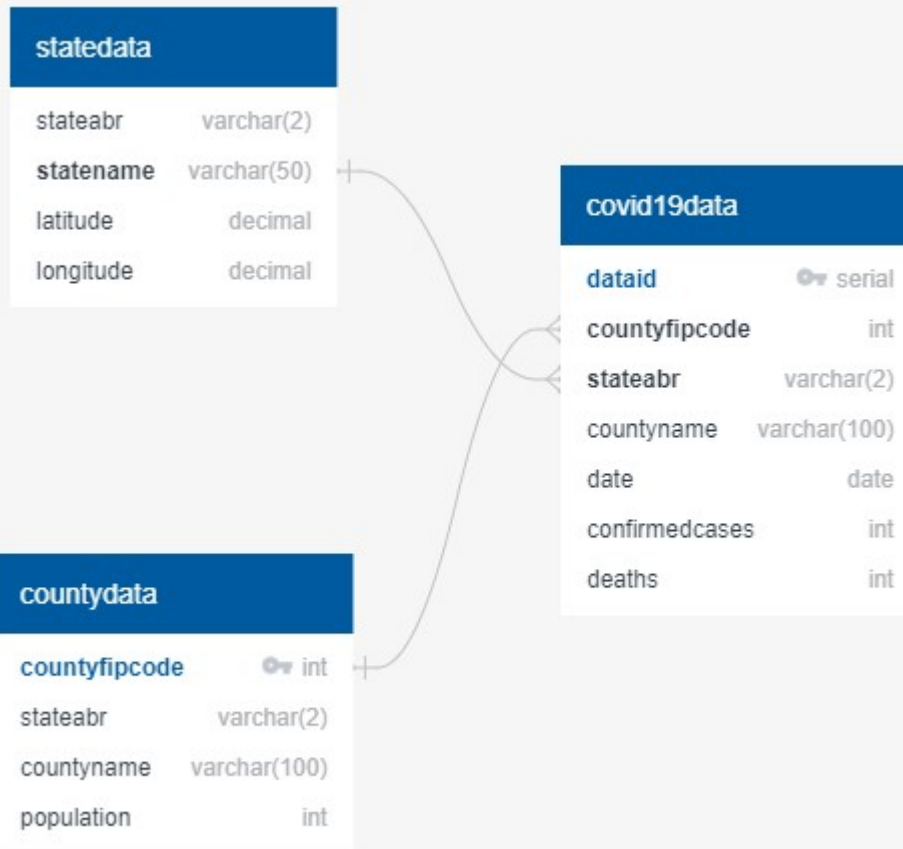 statedata
stateabr varchar(2)
statename varchar(50)
latitude decimal
longitude decimal
covid19data
dataid serial
countyfipcode int
stateabr varchar(2)
countyname varchar(100)
date date
confirmedcases int
deaths int
countydata
countyfipcode int
stateabr varchar(2)
countyname varchar(100)
population int